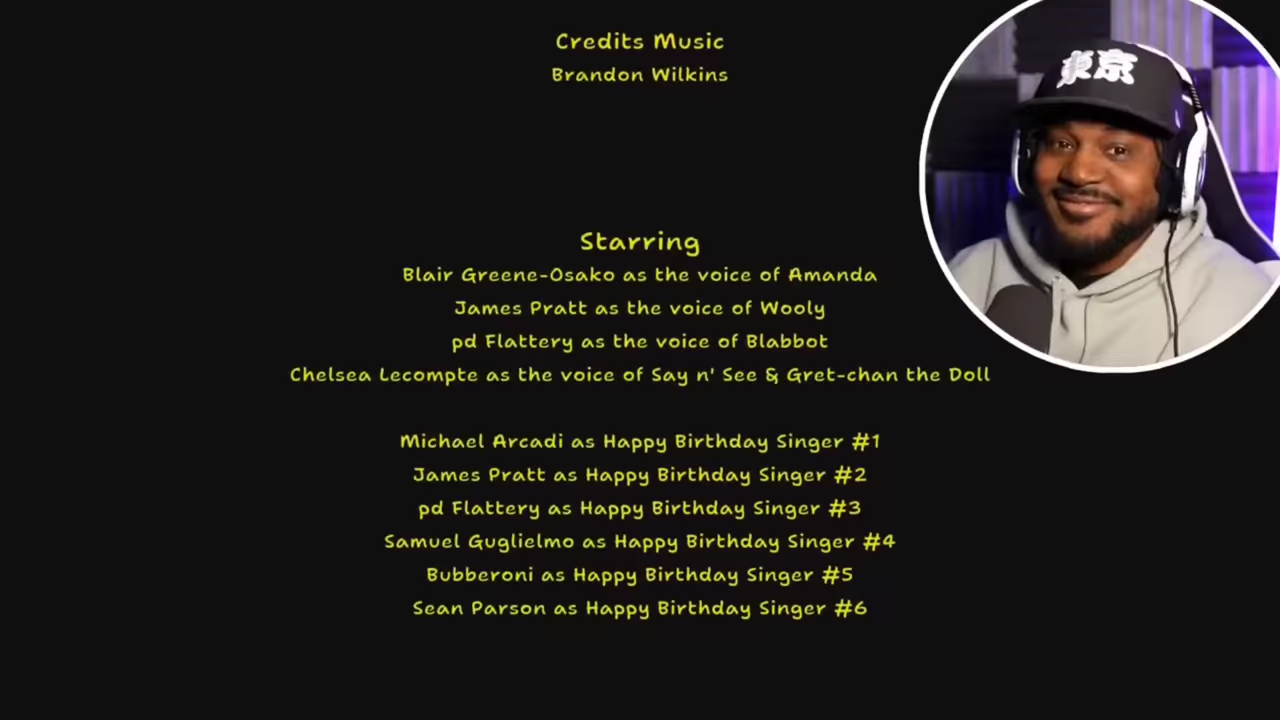 Credits Music
Brandon Wilkins
東京
Starring
Blair Greene-Osako as the voice of Amanda
James Pratt as the voice of Wooly
pd Flattery as the voice of Blabbot
Chelsea Lecompte as the voice of Say n' See & Gret-chan the Doll
Michael Arcadi as Happy Birthday Singer #1
James Pratt as Happy Birthday Singer #2
pd Flattery as Happy Birthday Singer #3
Samuel Guglielmo as Happy Birthday Singer #4
Bubberoni as Happy Birthday Singer #5
Sean Parson as Happy Birthday Singer #6